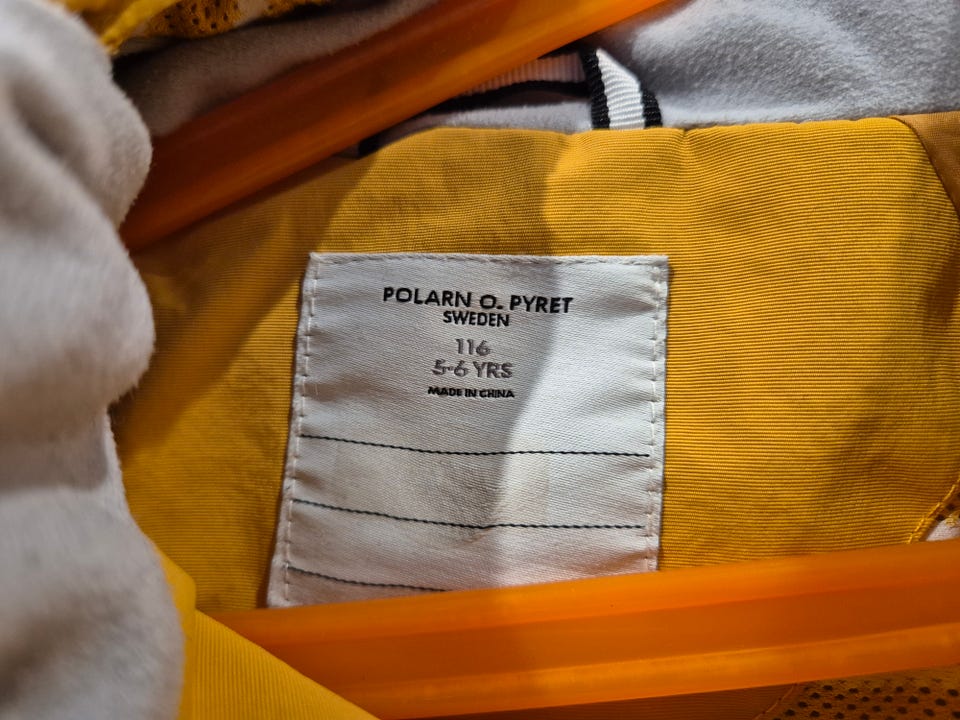 POLARN O. PYRET
SWEDEN
116
5-6 YRS
MADE IN CHINA